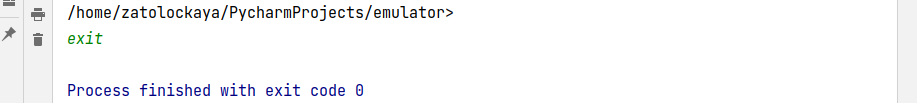 /home/zatolockaya/PycharmProjects/emulator>
exit
Process finished with exit code 0